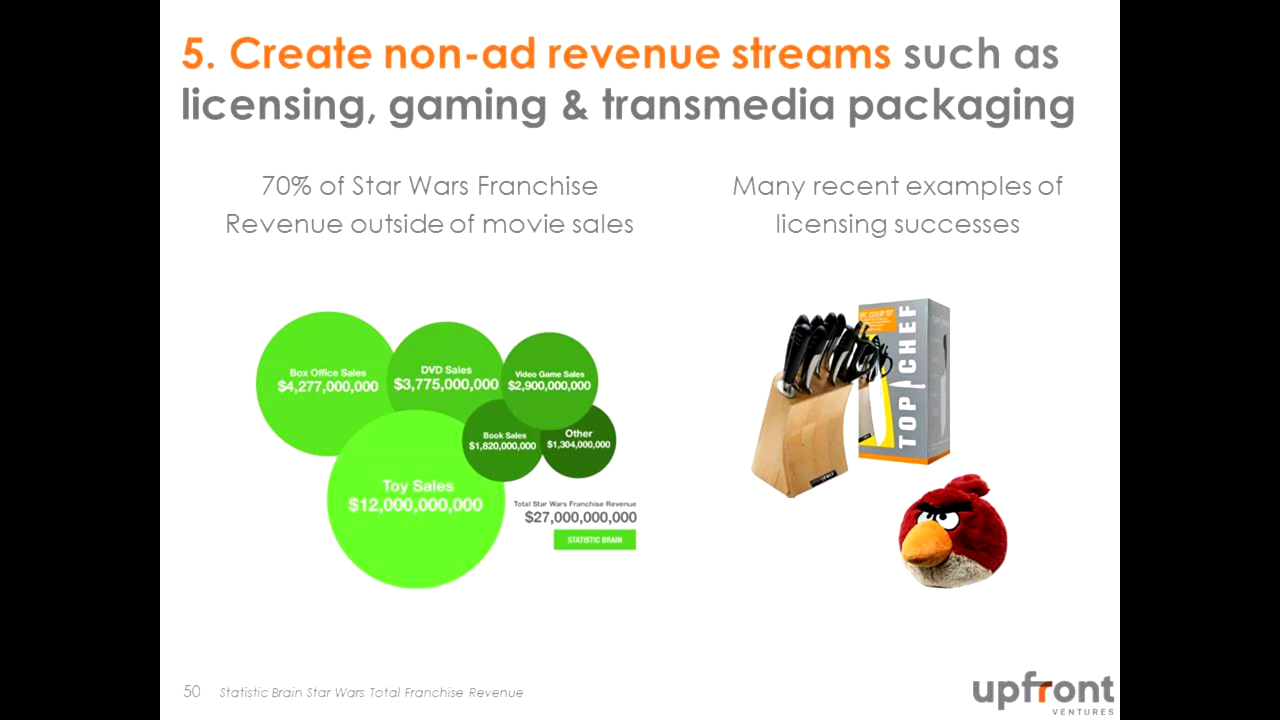 5. Create non-ad revenue streams such as
licensing, gaming & transmedia packaging
70% of Star Wars Franchise
Revenue outside of movie sales
Many recent examples of
licensing successes
Box Office Sales
$4,277,000,000
DVD Sales
$3,775,000,000
Video Game Sales
$2,900,000,000
Book Sales
$1,820,000,000
Other
$1,304,000,000
Toy Sales
$12,000,000,000
Total Star Wars Franchise Revenue
$27,000,000,000
STATISTIC BRAIN
TOP CHEF
50
Statistic Brain Star Wars Total Franchise Revenue
upfront
VENTURES